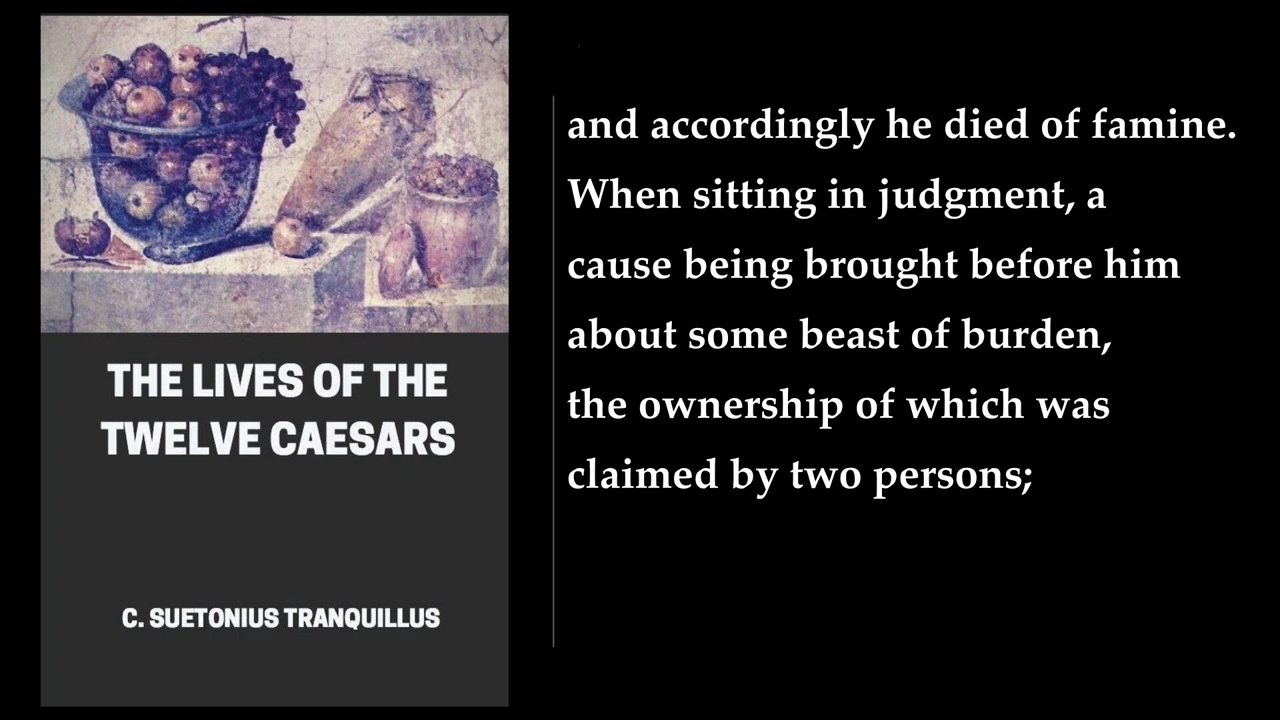 THE LIVES OF THE
TWELVE CAESARS
C. SUETONIUS TRANQUILLUS
and accordingly he died of famine.
When sitting in judgment, a
cause being brought before him
about some beast of burden,
the ownership of which was
claimed by two persons;